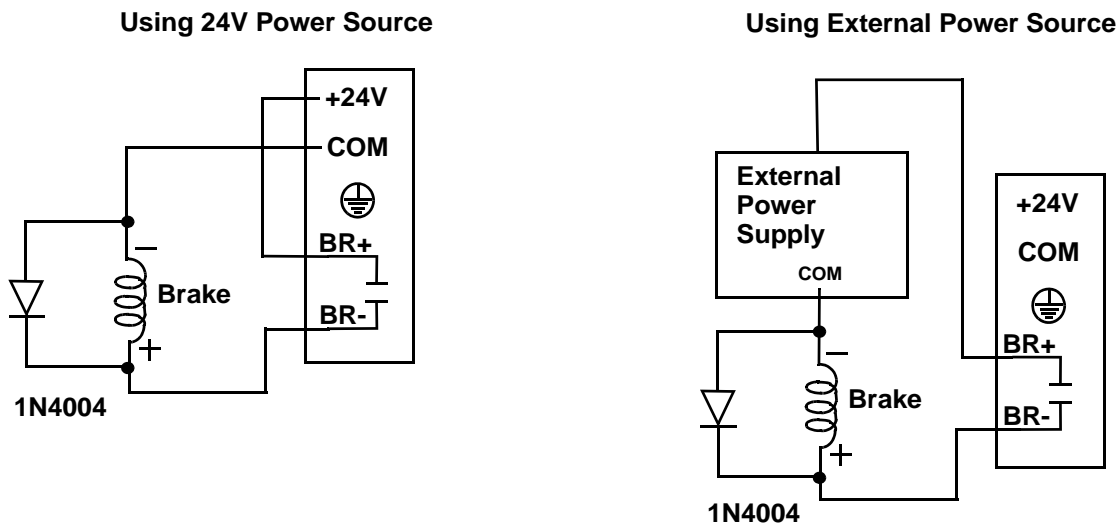 Using 24V Power Source
+24V
COM
BR+
BR-
−
Brake
+
1N4004
Using External Power Source
External
Power
Supply
COM
+24V
COM
BR+
BR-
−
Brake
+
1N4004